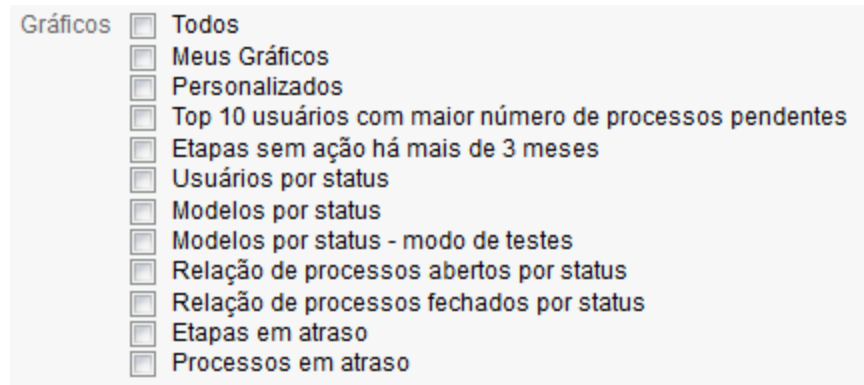 Gráficos Todos
Meus Gráficos
Personalizados
Top 10 usuários com maior número de processos pendentes
Etapas sem ação há mais de 3 meses
Usuários por status
Modelos por status
Modelos por status - modo de testes
Relação de processos abertos por status
Relação de processos fechados por status
Etapas em atraso
Processos em atraso